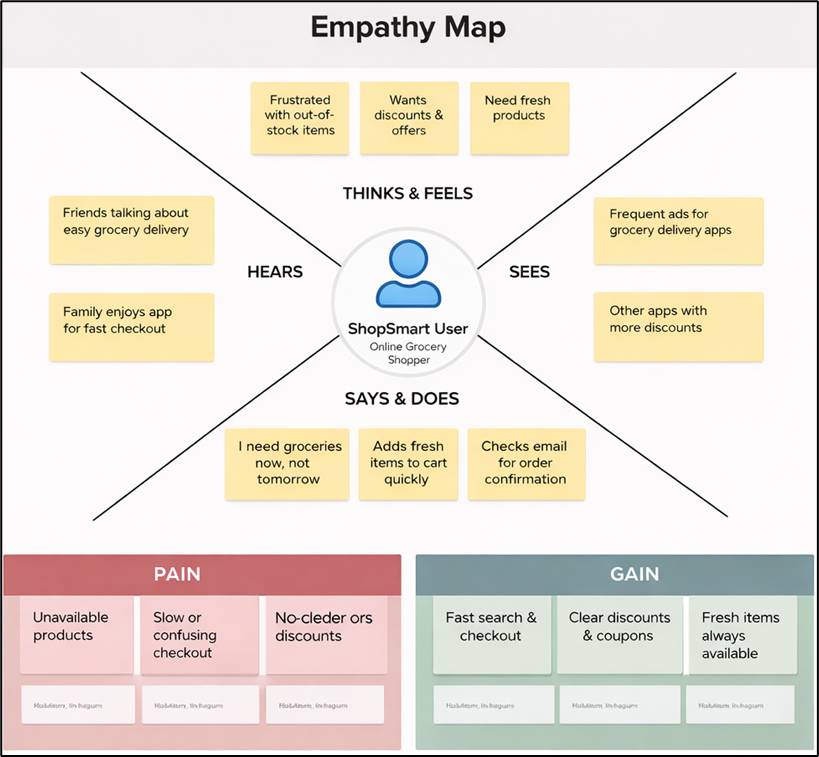 Empathy Map
Frustrated
with out-of-
stock items
Wants
discounts &
offers
Need fresh
products
THINKS & FEELS
Friends talking about
easy grocery delivery
Family enjoys app
for fast checkout
HEARS
ShopSmart User
Online Grocery
Shopper
SEES
Frequent ads for
grocery delivery apps
Other apps with
more discounts
SAYS & DOES
I need groceries
now, not
tomorrow
Adds fresh
items to cart
quickly
Checks email
for order
confirmation
PAIN
Unavailable
products
Slow or
confusing
checkout
No-cleder ors
discounts
GAIN
Fast search &
checkout
Clear discounts
& coupons
Fresh items
always
available